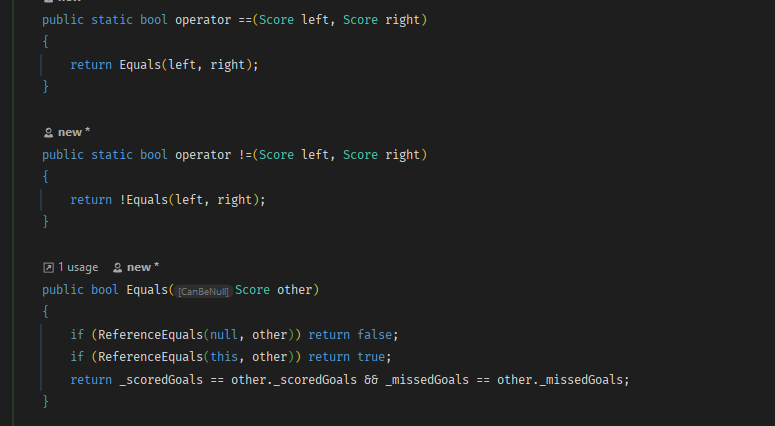 new *
public static bool operator ==(Score left, Score right)
{
return Equals(left, right);
}
new *
public static bool operator !=(Score left, Score right)
{
return !Equals(left, right);
}
1 usage new *
public bool Equals([CanBeNull] Score other)
{
if (ReferenceEquals(null, other)) return false;
if (ReferenceEquals(this, other)) return true;
return _scoredGoals == other._scoredGoals && _missedGoals == other._missedGoals;
}